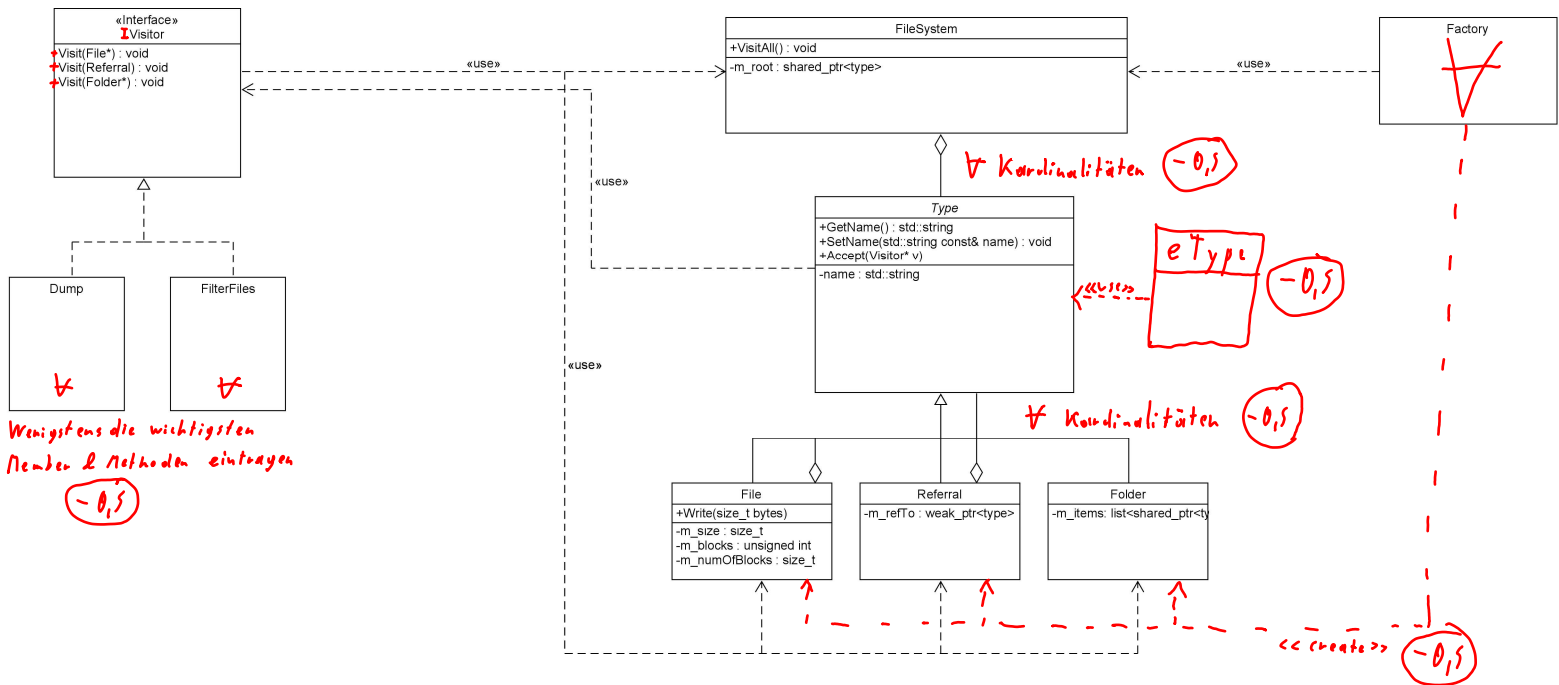 «Interface»
IVisitor
+Visit(File*) : void
+Visit(Referral) : void
+Visit(Folder*) : void
«use»
FileSystem
+VisitAll() : void
-m_root : shared_ptr<type>
«use»
Factory
∀
∀ Kardinalitäten -0,5
«use»
Type
+GetName() : std::string
+SetName(std::string const& name) : void
+Accept(Visitor* v)
-name : std::string
<<use>>
eType
-0,5
Dump
∀
FilterFiles
∀
Wenigstens die wichtigsten
Member & Methoden eintragen
-0,5
«use»
∀ Kardinalitäten -0,5
File
+Write(size_t bytes)
-m_size : size_t
-m_blocks : unsigned int
-m_numOfBlocks : size_t
Referral
-m_refTo : weak_ptr<type>
Folder
-m_items: list<shared_ptr<ty
<<create>>
-0,5